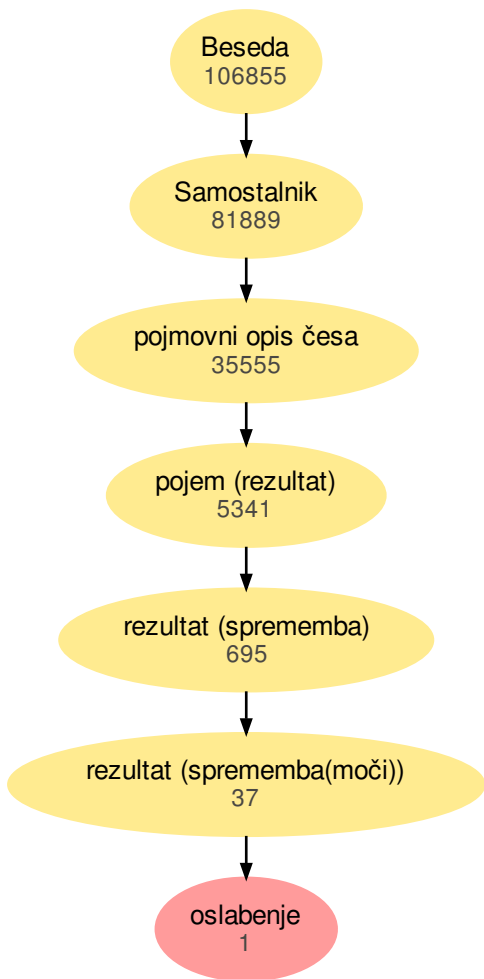 Beseda
106855
Samostalnik
81889
pojmovni opis česa
35555
pojem (rezultat)
5341
rezultat (sprememba)
695
rezultat (sprememba(moči))
37
oslabenje
1